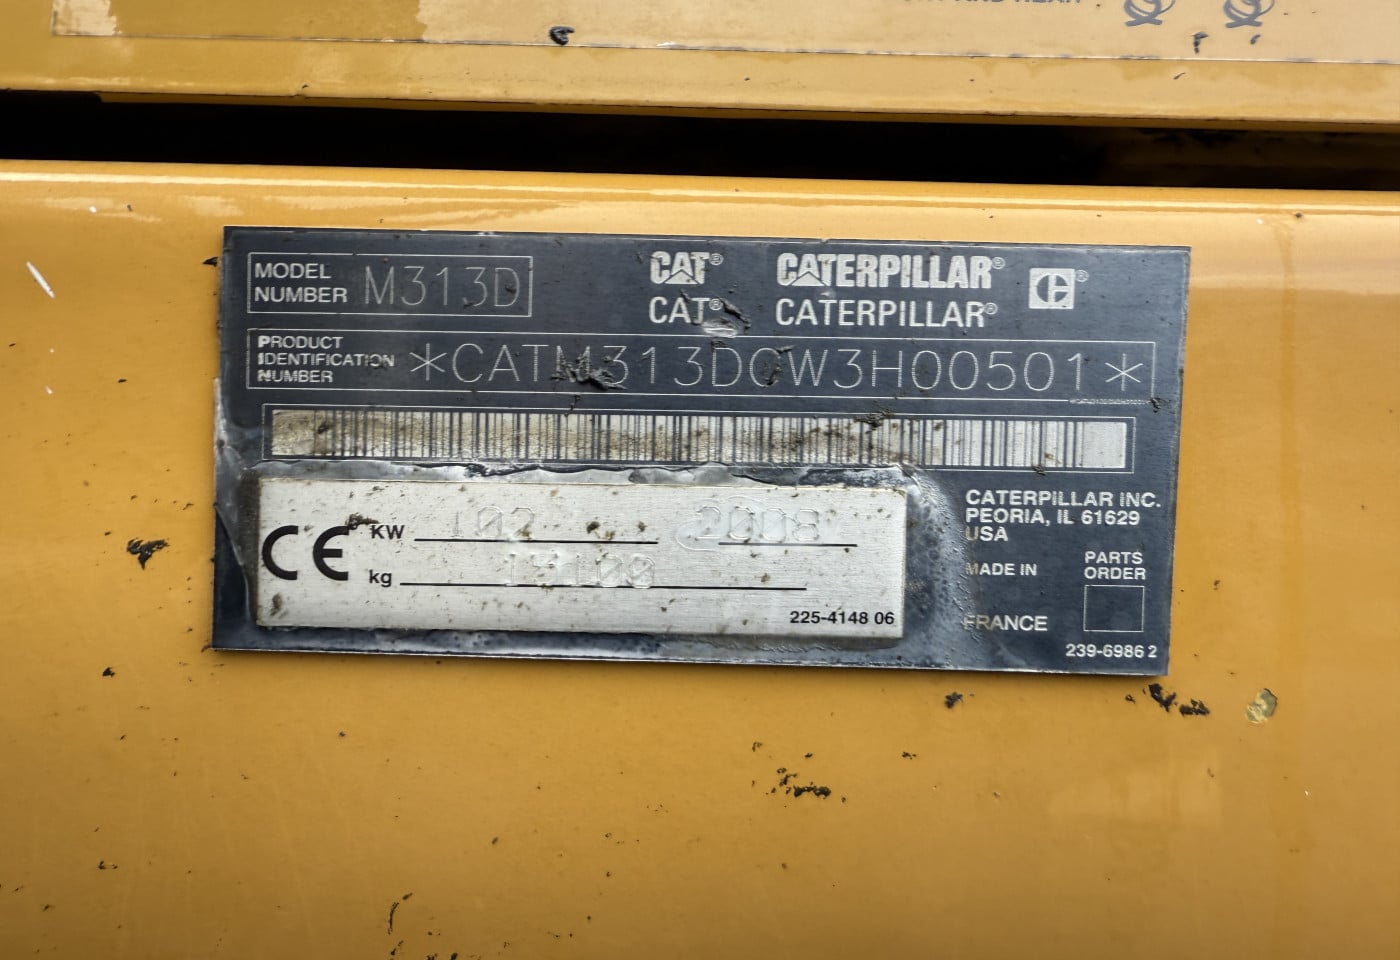 MODEL NUMBER M313D
CAT® CATERPILLAR®
CAT® CATERPILLAR®
PRODUCT IDENTIFICATION NUMBER *CATM313DCW3H00501*
CE
KW 102 2008
kg
225-4148 06
CATERPILLAR INC.
PEORIA, IL 61629
USA
MADE IN
FRANCE
PARTS
ORDER
239-6986 2